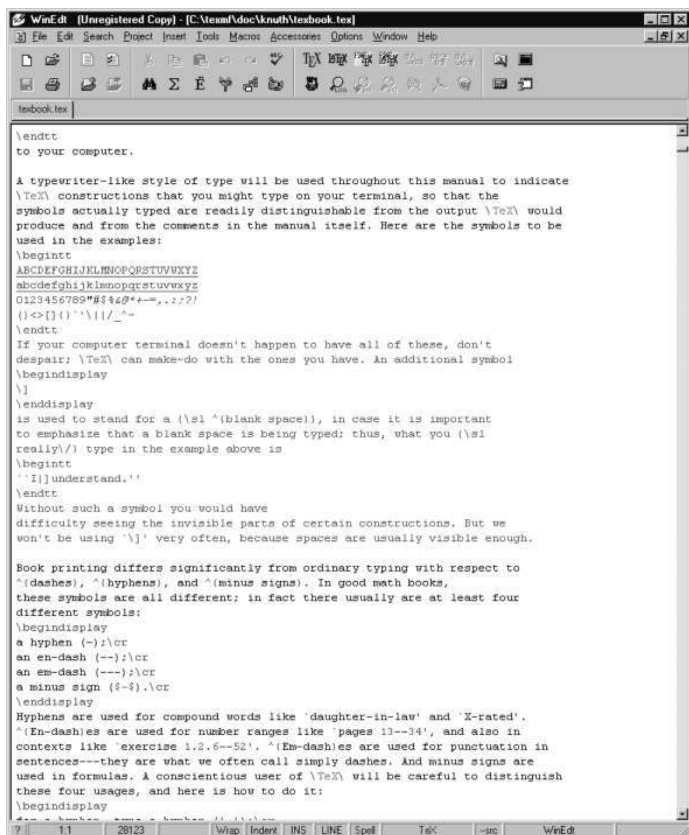 WinEdt (Unregistered Copy) - [C:\texmf\doc\knuth\texbook.tex]
File Edit Search Project Insert Tools Macros Accessories Options Window Help
TEX
texbook.tex
\endtt
to your computer.
A typewriter-like style of type will be used throughout this manual to indicate
\TeX\ constructions that you might type on your terminal, so that the
symbols actually typed are readily distinguishable from the output \TeX\ would
produce and from the comments in the manual itself. Here are the symbols to be
used in the examples:
\begintt
ABCDEFGHIJKLMNOPQRSTUVWXYZ
abcdefghijklmnopqrstuvwxyz
0123456789"#$%&@*+-=,.:;?!
()<>[]{}`'\||/_^~
\endtt
If your computer terminal doesn't happen to have all of these, don't
despair; \TeX\ can make-do with the ones you have. An additional symbol
\begindisplay
\]
\enddisplay
is used to stand for a {\sl ^{blank space}}, in case it is important
to emphasize that a blank space is being typed; thus, what you {\sl
really\/} type in the example above is
\begintt
``I|]understand.''
\endtt
Without such a symbol you would have
difficulty seeing the invisible parts of certain constructions. But we
won't be using `\]' very often, because spaces are usually visible enough.
Book printing differs significantly from ordinary typing with respect to
^{dashes}, ^{hyphens}, and ^{minus signs}. In good math books,
these symbols are all different; in fact there usually are at least four
different symbols:
\begindisplay
a hyphen (-);\cr
an en-dash (--);\cr
an em-dash (---);\cr
a minus sign ($-$).\cr
\enddisplay
Hyphens are used for compound words like `daughter-in-law' and `X-rated'.
^{En-dash}es are used for number ranges like `pages 13--34', and also in
contexts like `exercise 1.2.6--52'. ^{Em-dash}es are used for punctuation in
sentences---they are what we often call simply dashes. And minus signs are
used in formulas. A conscientious user of \TeX\ will be careful to distinguish
these four usages, and here is how to do it:
\begindisplay
? 1:1 28123 Wrap Indent INS LINE Spell TeX --src WinEdt